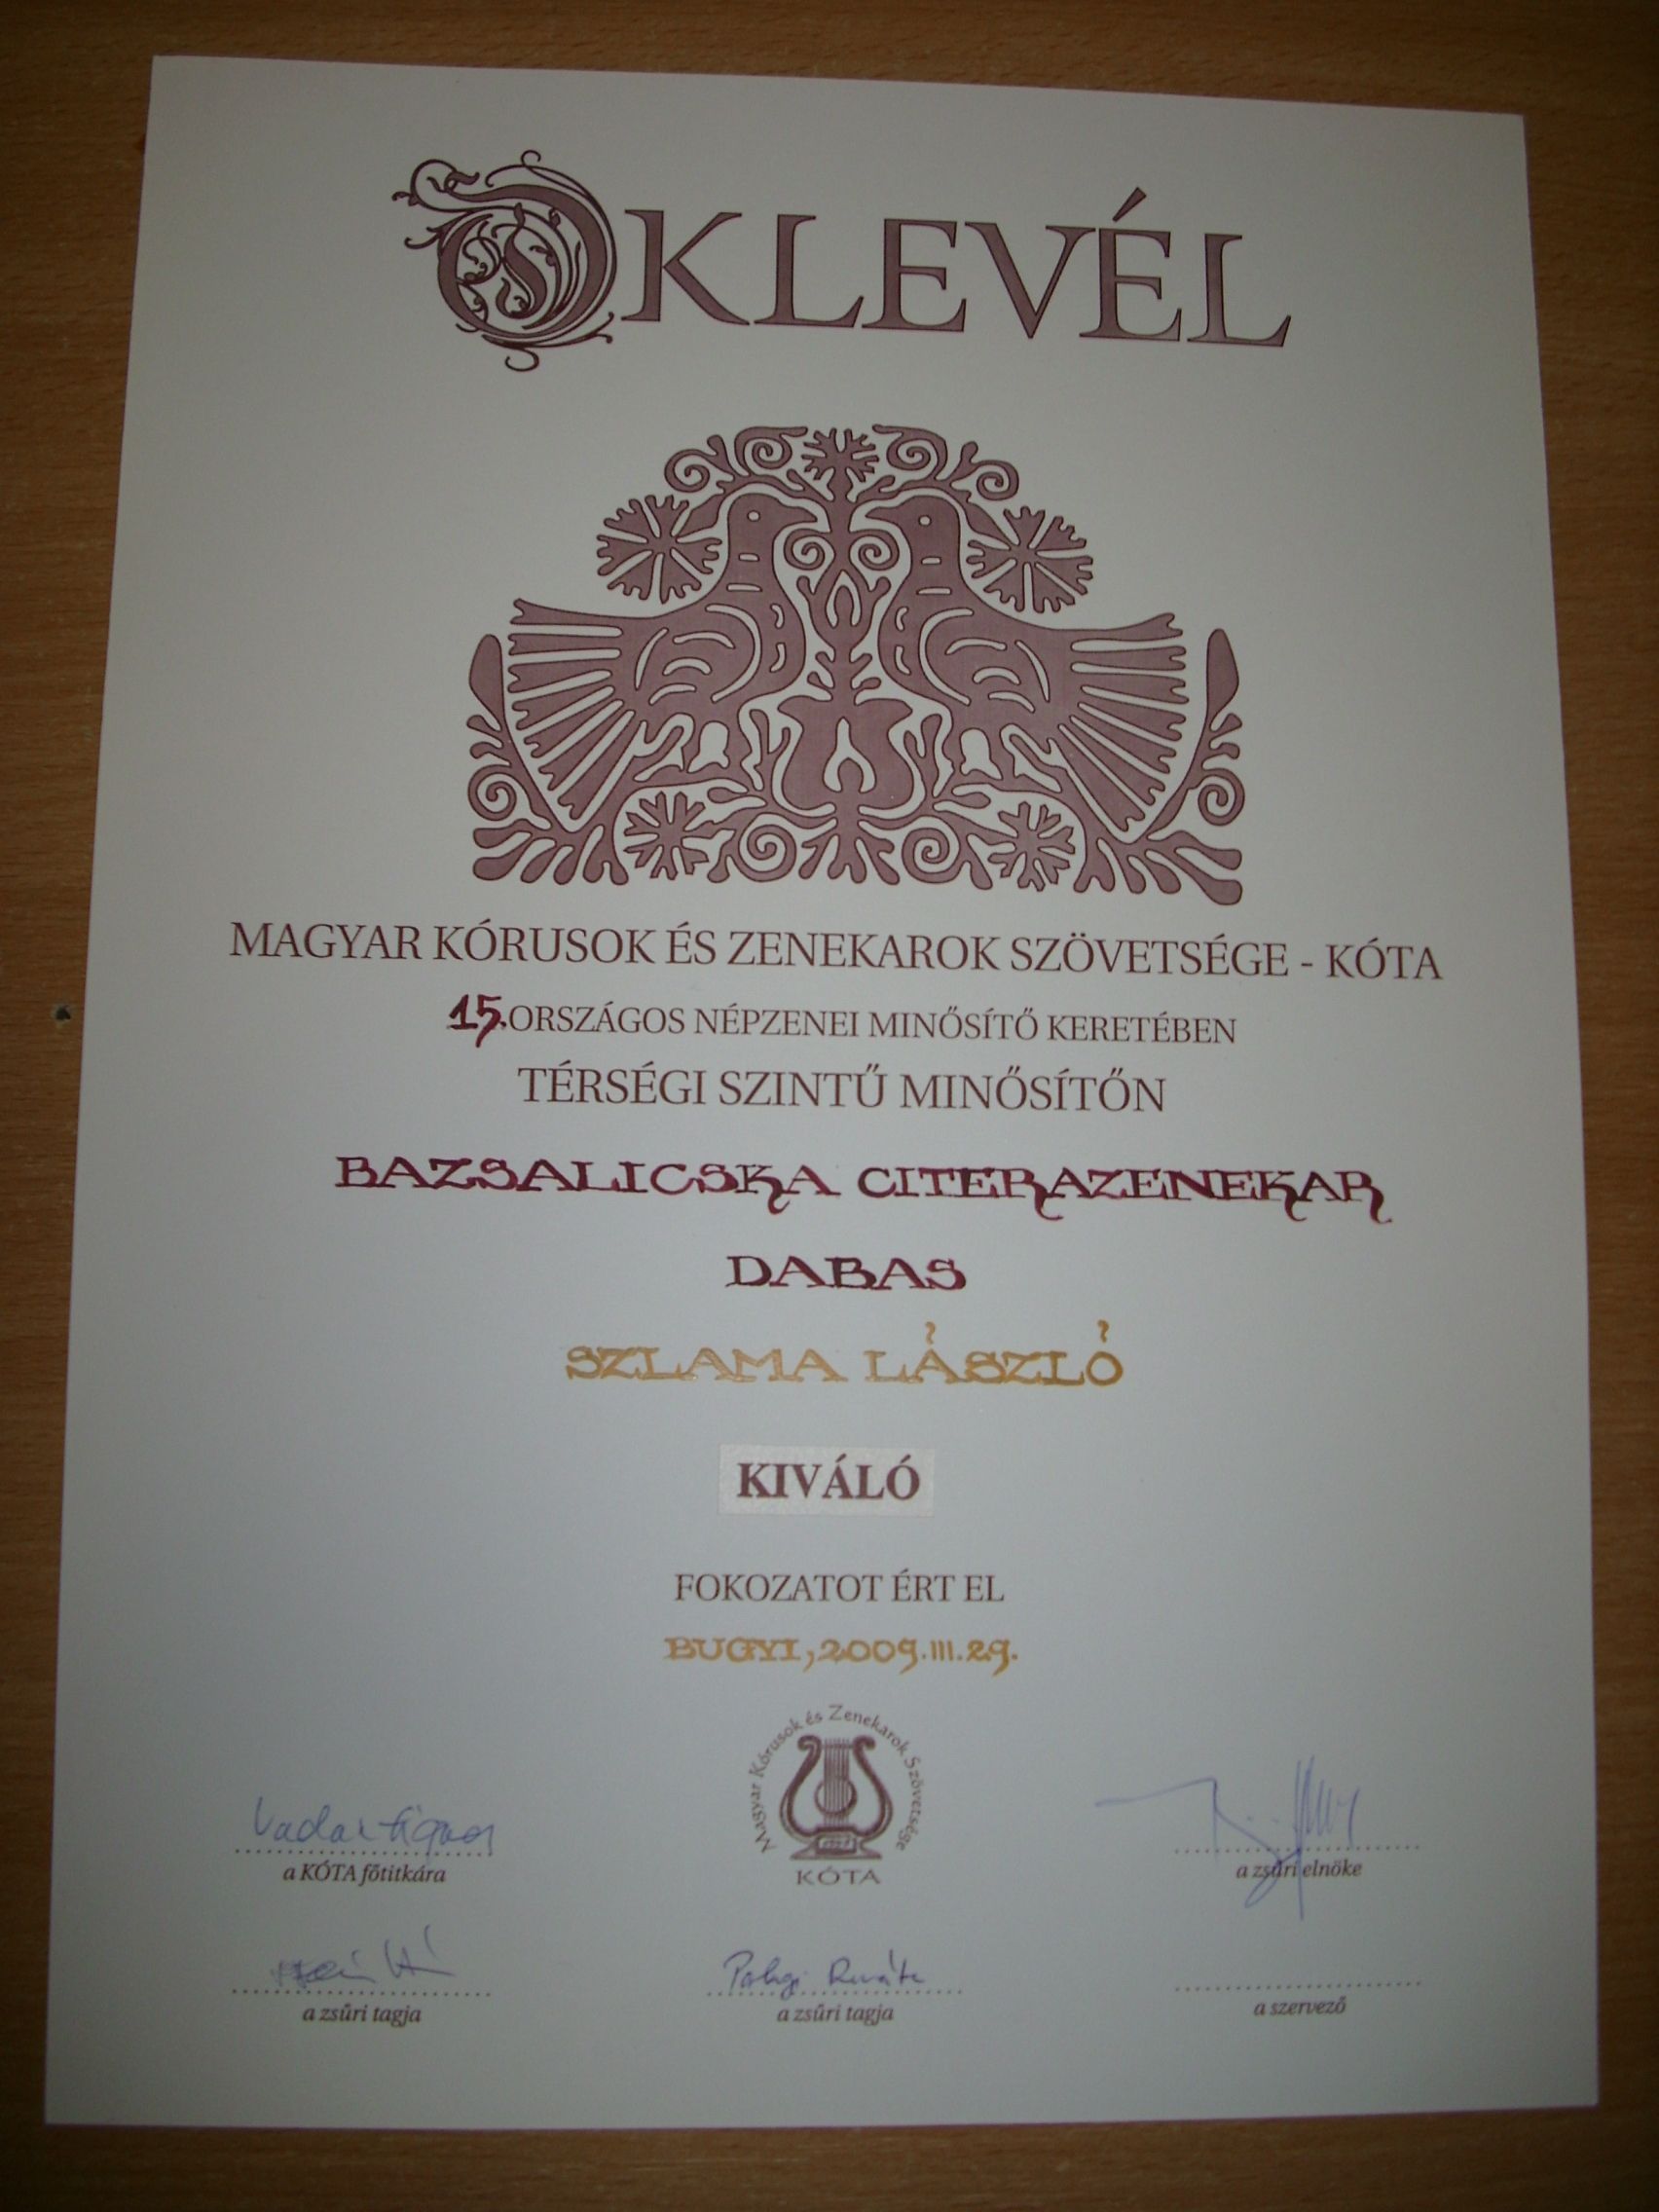 OKLEVÉL
MAGYAR KÓRUSOK ÉS ZENEKAROK SZÖVETSÉGE - KÓTA
15. ORSZÁGOS NÉPZENEI MINŐSÍTŐ KERETÉBEN
TÉRSÉGI SZINTŰ MINŐSÍTŐN
BAZSALICSKA CITERAZENEKAR
DABAS
SZLAMA LÁSZLÓ
KIVÁLÓ
FOKOZATOT ÉRT EL
BUGYI, 2009.III.29.
Magyar Kórusok és Zenekarok Szövetsége
KÓTA
a KÓTA főtitkára
a zsűri elnöke
a zsűri tagja
a zsűri tagja
a szervező